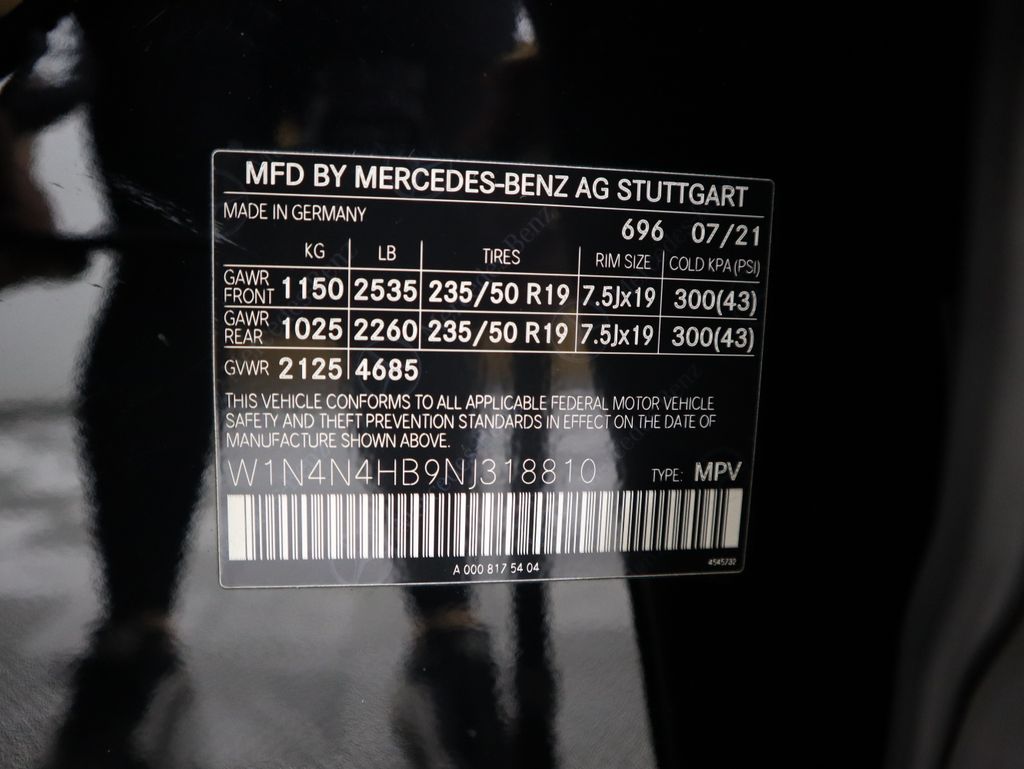 MFD BY MERCEDES-BENZ AG STUTTGART
MADE IN GERMANY 696 07/21
KG LB TIRES RIM SIZE COLD KPA (PSI)
GAWR FRONT 1150 2535 235/50 R19 7.5Jx19 300(43)
GAWR REAR 1025 2260 235/50 R19 7.5Jx19 300(43)
GVWR 2125 4685
THIS VEHICLE CONFORMS TO ALL APPLICABLE FEDERAL MOTOR VEHICLE
SAFETY AND THEFT PREVENTION STANDARDS IN EFFECT ON THE DATE OF
MANUFACTURE SHOWN ABOVE.
W1N4N4HB9NJ318810 TYPE: MPV
A 000 817 54 04 4545732